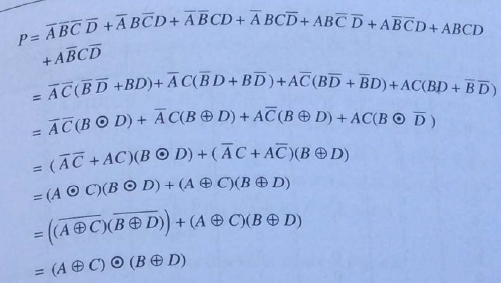 P = A̅B̅C̅ D̅ + A̅ BC̅D + A̅ B̅CD + A̅ BCD̅ + ABC̅ D̅ + AB̅C̅D + ABCD
+ AB̅CD̅
= A̅ C̅(B̅ D̅ +BD)+ A̅ C(B̅D + BD̅ )+ AC̅(BD̅ + B̅D)+ AC(BD + B̅ D̅ )
= A̅ C̅(B ⊙ D) + A̅ C(B ⊕ D) + AC̅(B ⊕ D) + AC(B ⊙ D̅ )
= ( A̅ C̅ + AC)(B ⊙ D) + ( A̅ C + AC̅)(B ⊕ D)
= (A ⊙ C)(B ⊙ D) + (A ⊕ C)(B ⊕ D)
= ((A̅ ⊕̅ C̅)(B̅ ⊕̅ D̅)) + (A ⊕ C)(B ⊕ D)
= (A ⊕ C) ⊙ (B ⊕ D)